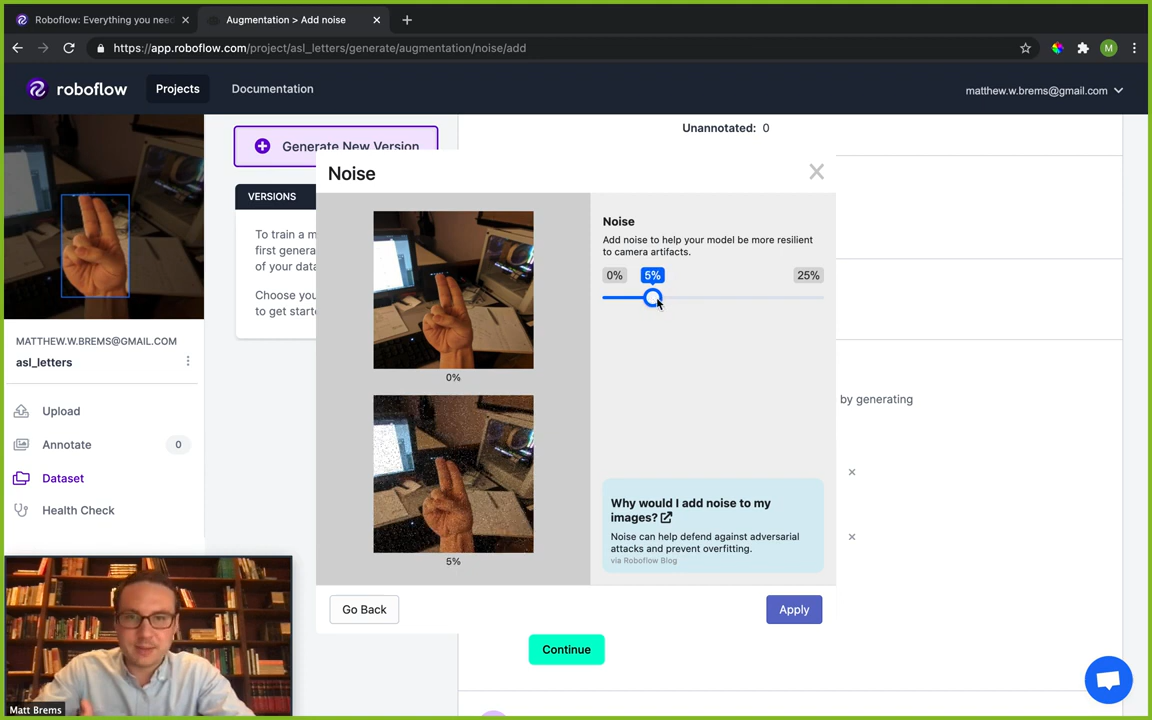 Roboflow: Everything you need
Augmentation > Add noise
https://app.roboflow.com/project/asl_letters/generate/augmentation/noise/add
M
roboflow
Projects
Documentation
matthew.w.brems@gmail.com
Unannotated: 0
Generate New Version
VERSIONS
To train a m
first genera
of your data
Choose you
to get starte
MATTHEW.W.BREMS@GMAIL.COM
asl_letters
Upload
Annotate
0
Dataset
Health Check
Noise
0%
5%
Noise
Add noise to help your model be more resilient
to camera artifacts.
0%
5%
25%
Why would I add noise to my
images?
Noise can help defend against adversarial
attacks and prevent overfitting.
via Roboflow Blog
Go Back
Apply
by generating
Continue
Matt Brems